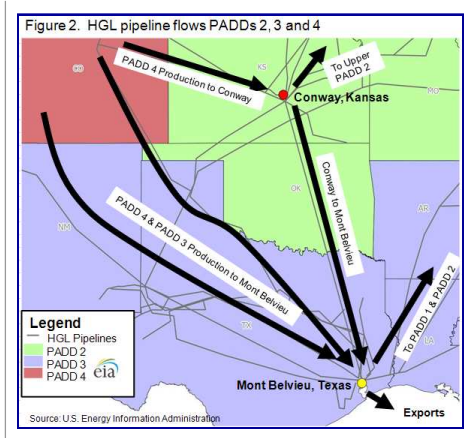 Figure 2. HGL pipeline flows PADDs 2, 3 and 4
CO
KS
MO
PADD 4 Production to Conway
To Upper
PADD 2
Conway, Kansas
OK
AR
NM
Conway to Mont Belvieu
PADD 4 & PADD 3 Production to Mont Belvieu
To PADD 1 & PADD 2
TX
LA
Legend
HGL Pipelines
PADD 2
PADD 3
PADD 4
eia
Mont Belvieu, Texas
Exports
Source: U.S. Energy Information Administration